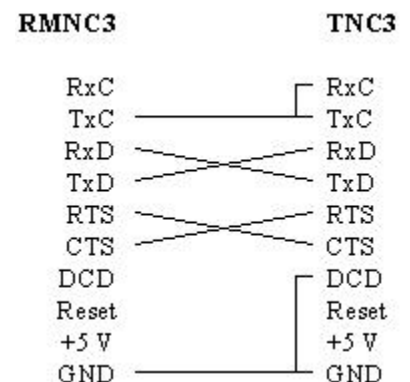 RMNC3 TNC3
RxC RxC
TxC TxC
RxD RxD
TxD TxD
RTS RTS
CTS CTS
DCD DCD
Reset Reset
+5 V +5 V
GND GND